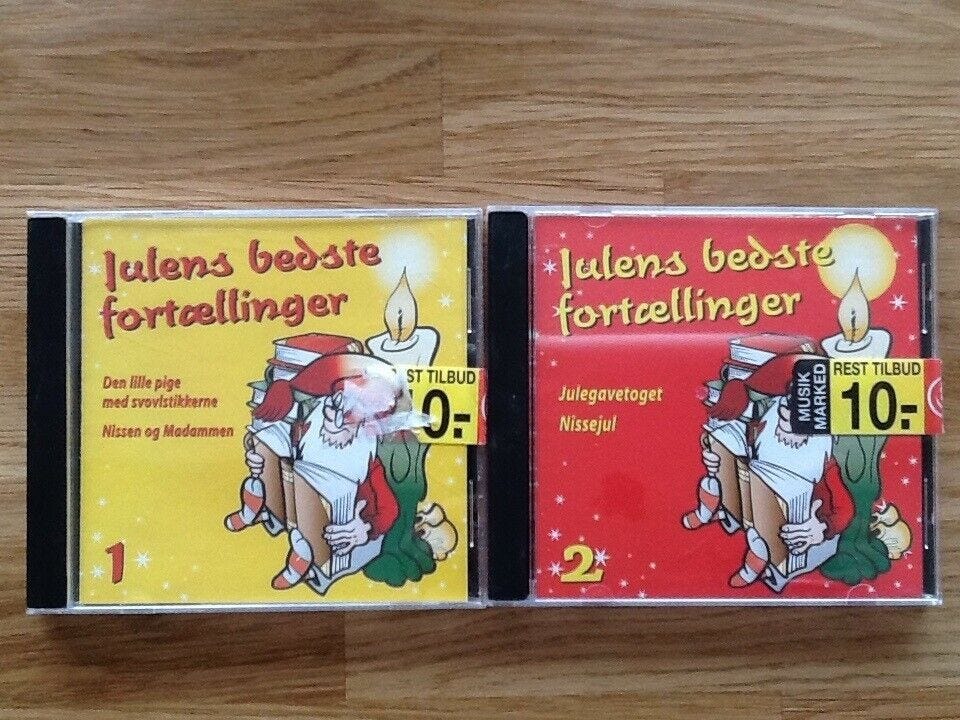 Julens bedste
fortællinger
Den lille pige
med svovlstikkerne
Nissen og Madammen
ST TILBUD
0.-
1
Julens bedste
fortællinger
Julegavetoget
Nissejul
MUSIK
MARKED
REST TILBUD
10.-
2